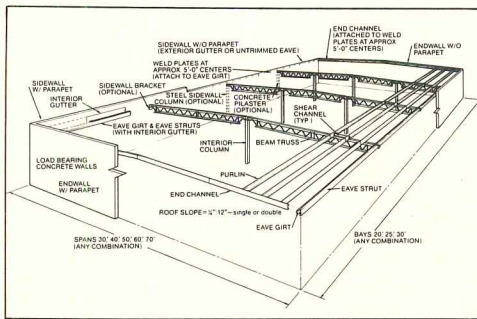 END CHANNEL
(ATTACHED TO WELD
PLATES AT APPROX
5'-0" CENTERS)
SIDEWALL W/O PARAPET
(EXTERIOR GUTTER OR UNTRIMMED EAVE)
ENDWALL W/O
PARAPET
WELD PLATES AT
APPROX 5'-0" CENTERS
(ATTACH TO EAVE GIRT)
SIDEWALL BRACKET
(OPTIONAL)
STEEL SIDEWALL
COLUMN (OPTIONAL)
CONCRETE
PILASTER
(OPTIONAL)
SIDEWALL
W/ PARAPET
INTERIOR
GUTTER
SHEAR
CHANNEL
(TYP.)
EAVE GIRT & EAVE STRUTS
(WITH INTERIOR GUTTER)
INTERIOR
COLUMN
BEAM TRUSS
LOAD BEARING
CONCRETE WALLS
PURLIN
ENDWALL
W/ PARAPET
END CHANNEL
EAVE STRUT
ROOF SLOPE = ¼":12"—single or double
EAVE GIRT
SPANS 20,' 40,' 50,' 60,' 70'
(ANY COMBINATION)
BAYS 20,' 25,' 30'
(ANY COMBINATION)